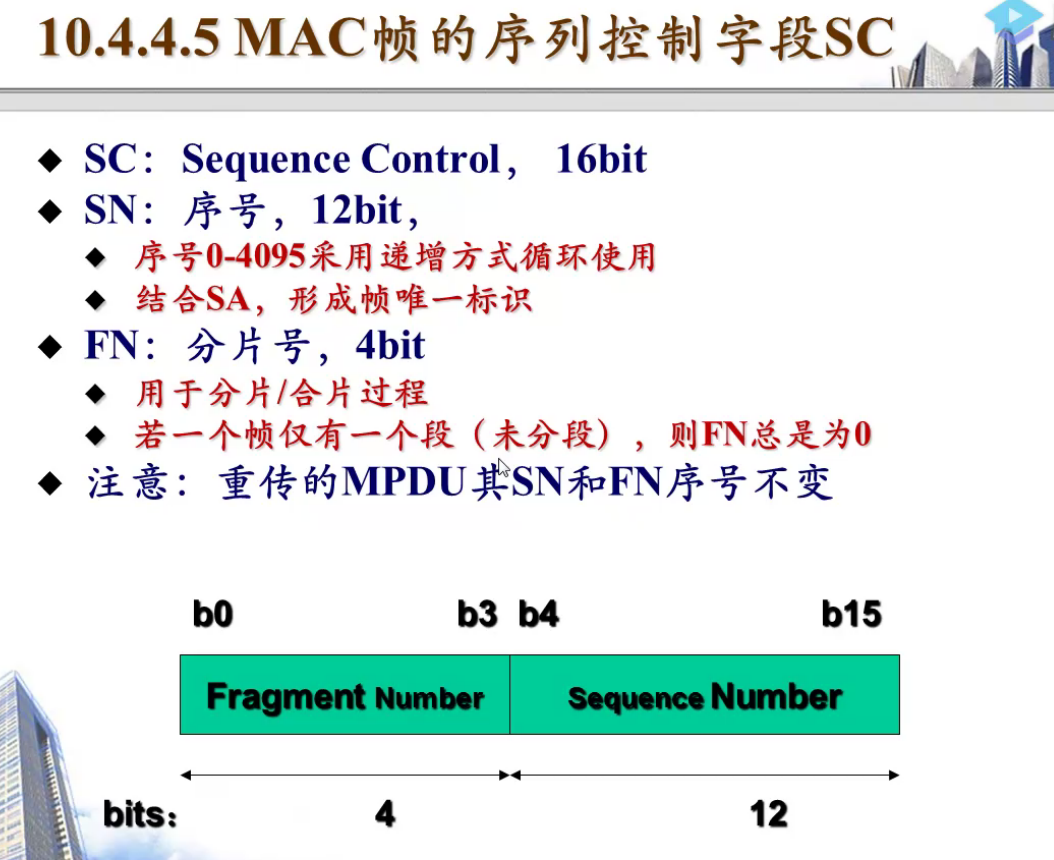 10.4.4.5 MAC帧的序列控制字段SC
SC：Sequence Control， 16bit
SN：序号，12bit，
序号0-4095采用递增方式循环使用
结合SA，形成帧唯一标识
FN：分片号，4bit
用于分片/合片过程
若一个帧仅有一个段（未分段），则FN总是为0
注意：重传的MPDU其SN和FN序号不变
b0 b3 b4 b15
Fragment Number Sequence Number
bits： 4 12